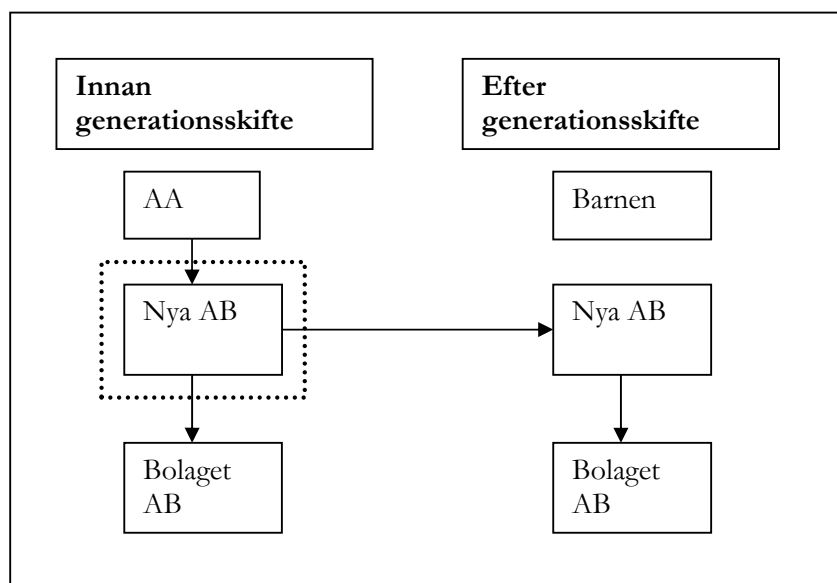 Innan
generationsskifte
Efter
generationsskifte
AA
Barnen
Nya AB
Nya AB
Bolaget
AB
Bolaget
AB